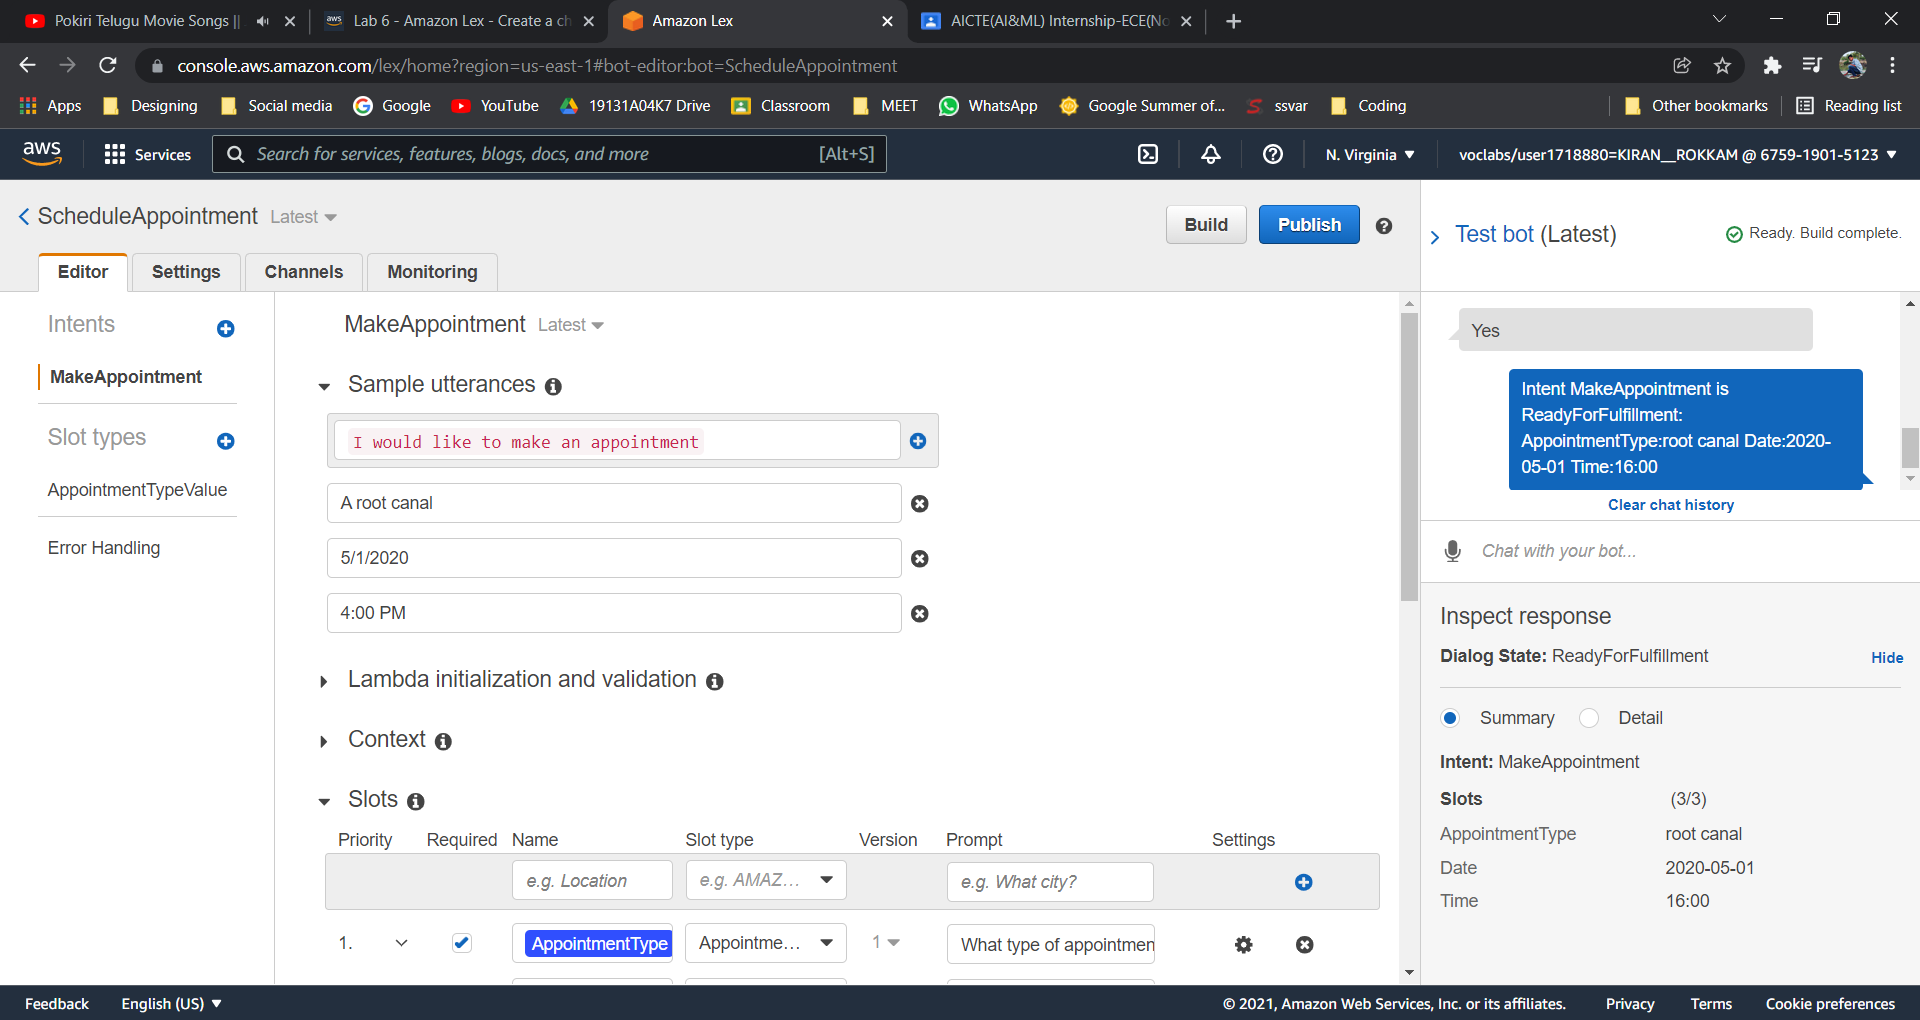 Pokiri Telugu Movie Songs ||
Lab 6 - Amazon Lex - Create a ch
Amazon Lex
AICTE(AI&ML) Internship-ECE(No
console.aws.amazon.com/lex/home?region=us-east-1#bot-editor:bot=ScheduleAppointment
Apps Designing Social media Google YouTube 19131A04K7 Drive Classroom MEET WhatsApp Google Summer of... ssvar Coding Other bookmarks Reading list
aws Services Search for services, features, blogs, docs, and more [Alt+S] N. Virginia voclabs/user1718880=KIRAN__ROKKAM @ 6759-1901-5123
ScheduleAppointment Latest
Build Publish
Editor Settings Channels Monitoring
Intents
MakeAppointment
Slot types
AppointmentTypeValue
Error Handling
MakeAppointment Latest
Sample utterances
I would like to make an appointment
A root canal
5/1/2020
4:00 PM
Lambda initialization and validation
Context
Slots
Priority Required Name Slot type Version Prompt Settings
e.g. Location e.g. AMAZ... e.g. What city?
1. AppointmentType Appointme... 1 What type of appointmen
Test bot (Latest) Ready. Build complete.
Yes
Intent MakeAppointment is
ReadyForFulfillment:
AppointmentType:root canal Date:2020-
05-01 Time:16:00
Clear chat history
Chat with your bot...
Inspect response
Dialog State: ReadyForFulfillment Hide
Summary Detail
Intent: MakeAppointment
Slots (3/3)
AppointmentType root canal
Date 2020-05-01
Time 16:00
Feedback English (US) © 2021, Amazon Web Services, Inc. or its affiliates. Privacy Terms Cookie preferences